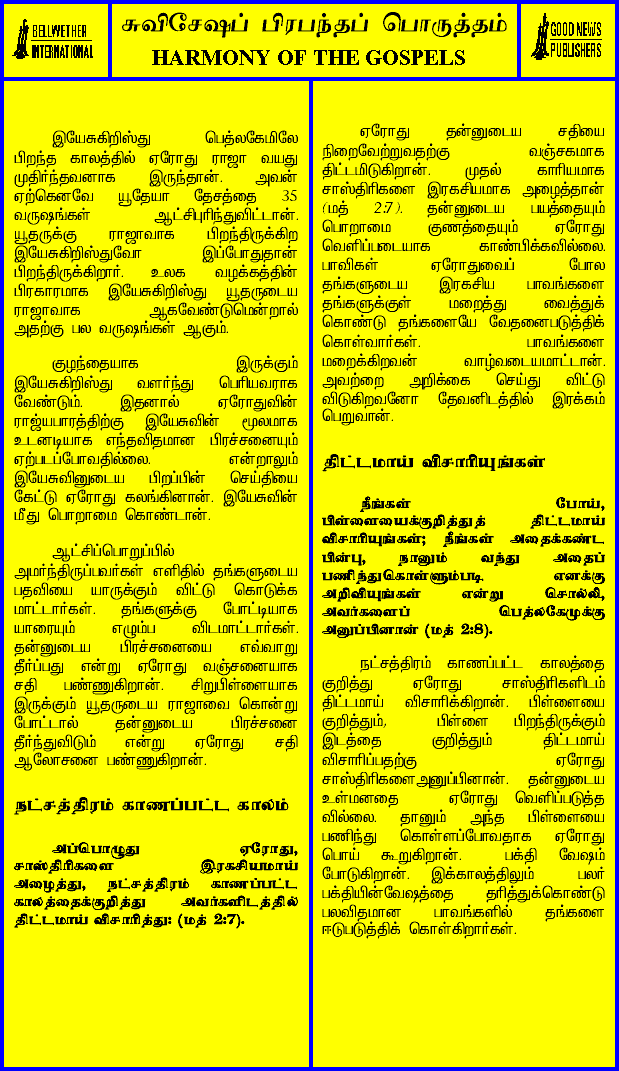 BELLWETHER
INTERNATIONAL
சுவிசேஷப் பிரபந்தப் பொருத்தம்
HARMONY OF THE GOSPELS
GOOD NEWS
PUBLISHERS
இயேசுகிறிஸ்து பெத்லகேமிலே
பிறந்த காலத்தில் ஏரோது ராஜா வயது
முதிர்ந்தவனாக இருந்தான். அவன்
ஏற்கெனவே யூதேயா தேசத்தை 35
வருஷங்கள் ஆட்சிபுரிந்துவிட்டான்.
யூதருக்கு ராஜாவாக பிறந்திருக்கிற
இயேசுகிறிஸ்துவோ இப்போதுதான்
பிறந்திருக்கிறார். உலக வழக்கத்தின்
பிரகாரமாக இயேசுகிறிஸ்து யூதருடைய
ராஜாவாக ஆகவேண்டுமென்றால்
அதற்கு பல வருஷங்கள் ஆகும்.
குழந்தையாக இருக்கும்
இயேசுகிறிஸ்து வளர்ந்து பெரியவராக
வேண்டும். இதனால் ஏரோதுவின்
ராஜ்யபாரத்திற்கு இயேசுவின் மூலமாக
உடனடியாக எந்தவிதமான பிரச்சனையும்
ஏற்படப்போவதில்லை. என்றாலும்
இயேசுவினுடைய பிறப்பின் செய்தியை
கேட்டு ஏரோது கலங்கினான். இயேசுவின்
மீது பொறாமை கொண்டான்.
ஆட்சிப்பொறுப்பில்
அமர்ந்திருப்பவர்கள் எளிதில் தங்களுடைய
பதவியை யாருக்கும் விட்டு கொடுக்க
மாட்டார்கள். தங்களுக்கு போட்டியாக
யாரையும் எழும்ப விடமாட்டார்கள்.
தன்னுடைய பிரச்சனையை எவ்வாறு
தீர்ப்பது என்று ஏரோது வஞ்சனையாக
சதி பண்ணுகிறான். சிறுபிள்ளையாக
இருக்கும் யூதருடைய ராஜாவை கொன்று
போட்டால் தன்னுடைய பிரச்சனை
தீர்ந்துவிடும் என்று ஏரோது சதி
ஆலோசனை பண்ணுகிறான்.
நட்சத்திரம் காணப்பட்ட காலம்
அப்பொழுது ஏரோது,
சாஸ்திரிகளை இரகசியமாய்
அழைத்து, நட்சத்திரம் காணப்பட்ட
காலத்தைக்குறித்து அவர்களிடத்தில்
திட்டமாய் விசாரித்து: (மத் 2:7).
ஏரோது தன்னுடைய சதியை
நிறைவேற்றுவதற்கு வஞ்சகமாக
திட்டமிடுகிறான். முதல் காரியமாக
சாஸ்திரிகளை இரகசியமாக அழைத்தான்
(மத் 2:7). தன்னுடைய பயத்தையும்
பொறாமை குணத்தையும் ஏரோது
வெளிப்படையாக காண்பிக்கவில்லை.
பாவிகள் ஏரோதுவைப் போல
தங்களுடைய இரகசிய பாவங்களை
தங்களுக்குள் மறைத்து வைத்துக்
கொண்டு தங்களையே வேதனைபடுத்திக்
கொள்வார்கள். பாவங்களை
மறைக்கிறவன் வாழ்வடையமாட்டான்.
அவற்றை அறிக்கை செய்து விட்டு
விடுகிறவனோ தேவனிடத்தில் இரக்கம்
பெறுவான்.
திட்டமாய் விசாரியுங்கள்
நீங்கள் போய்,
பிள்ளையைக்குறித்துத் திட்டமாய்
விசாரியுங்கள்; நீங்கள் அதைக்கண்ட
பின்பு, நானும் வந்து அதைப்
பணிந்துகொள்ளும்படி எனக்கு
அறிவியுங்கள் என்று சொல்லி,
அவர்களைப் பெத்லகேமுக்கு
அனுப்பினான் (மத் 2:8).
நட்சத்திரம் காணப்பட்ட காலத்தை
குறித்து ஏரோது சாஸ்திரிகளிடம்
திட்டமாய் விசாரிக்கிறான். பிள்ளையை
குறித்தும், பிள்ளை பிறந்திருக்கும்
இடத்தை குறித்தும் திட்டமாய்
விசாரிப்பதற்கு ஏரோது
சாஸ்திரிகளைஅனுப்பினான். தன்னுடைய
உள்மனதை ஏரோது வெளிப்படுத்த
வில்லை. தானும் அந்த பிள்ளையை
பணிந்து கொள்ளப்போவதாக ஏரோது
பொய் கூறுகிறான். பக்தி வேஷம்
போடுகிறான். இக்காலத்திலும் பலர்
பக்தியின்வேஷத்தை தரித்துக்கொண்டு
பலவிதமான பாவங்களில் தங்களை
ஈடுபடுத்திக் கொள்கிறார்கள்.